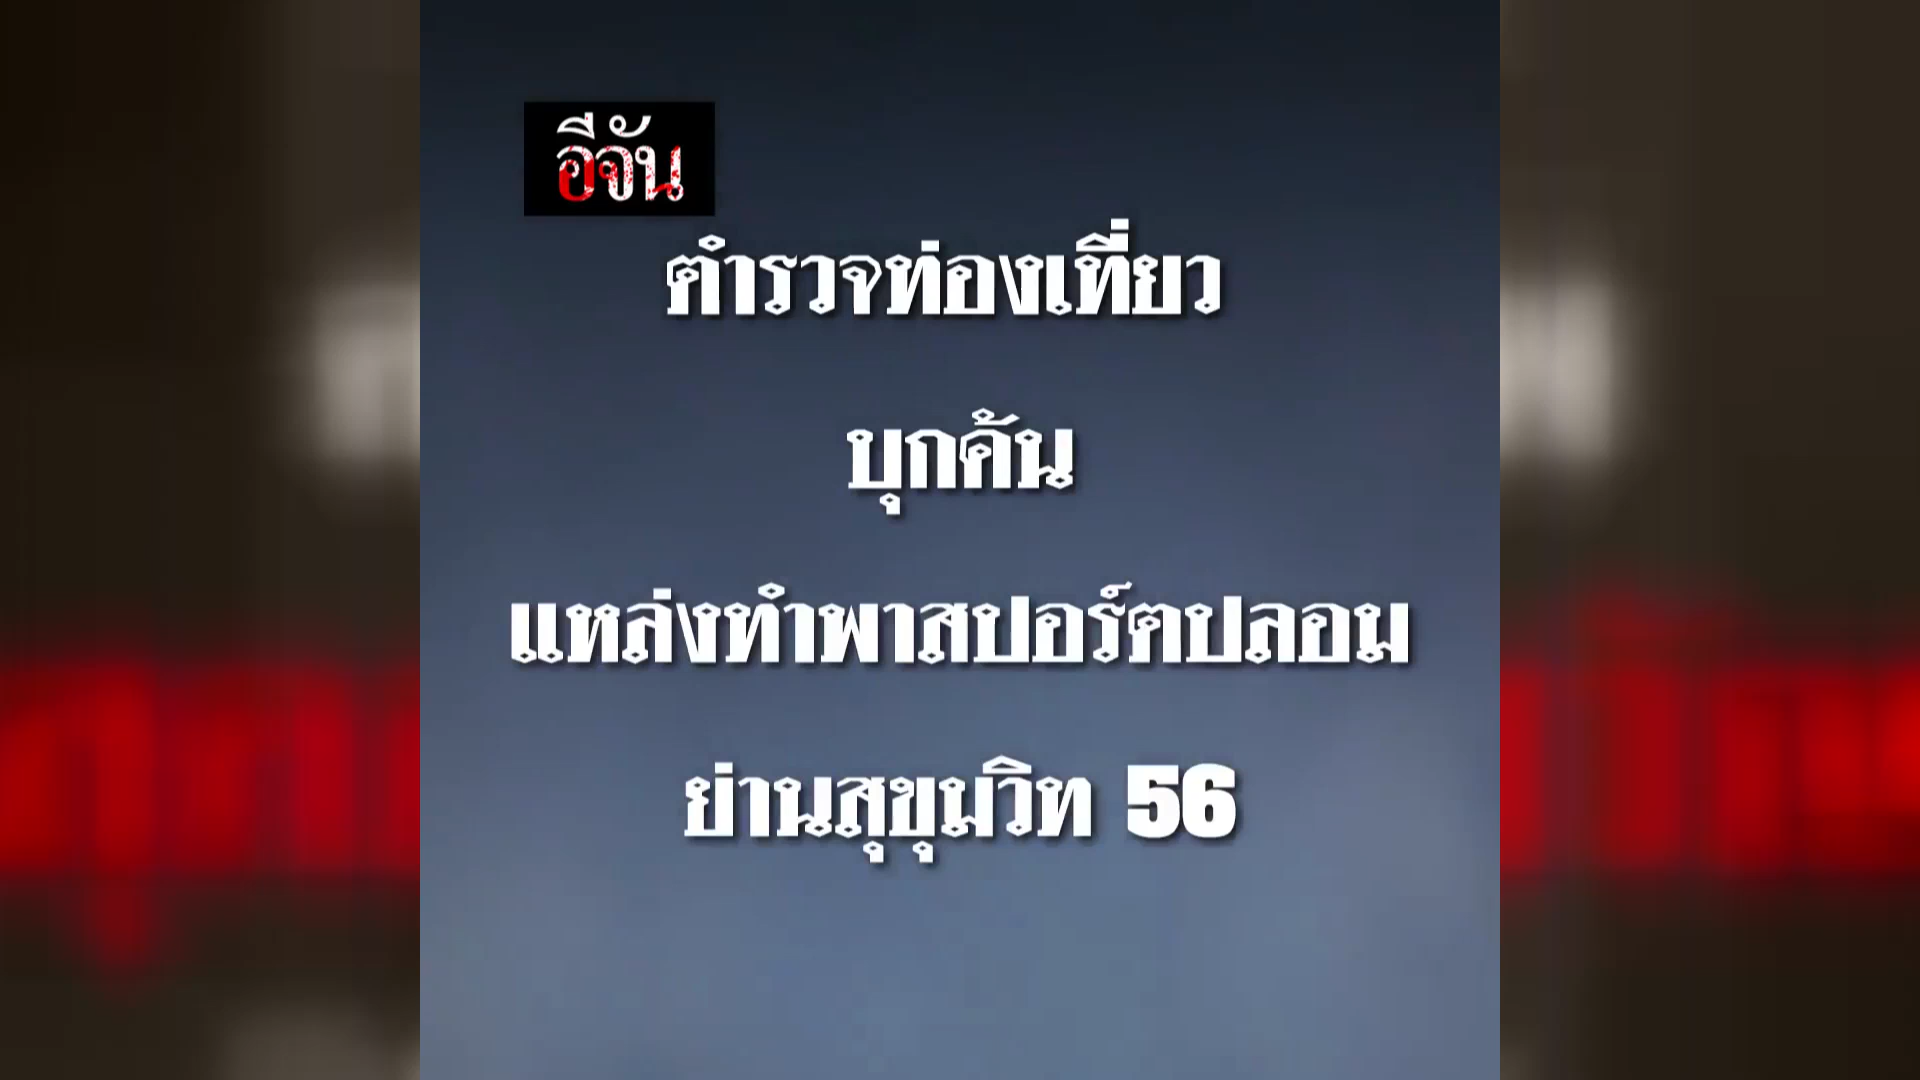 อีจัน
ตำรวจท่องเที่ยว
บุกค้น
แหล่งทำพาสปอร์ตปลอม
ย่านสุขุมวิท 56